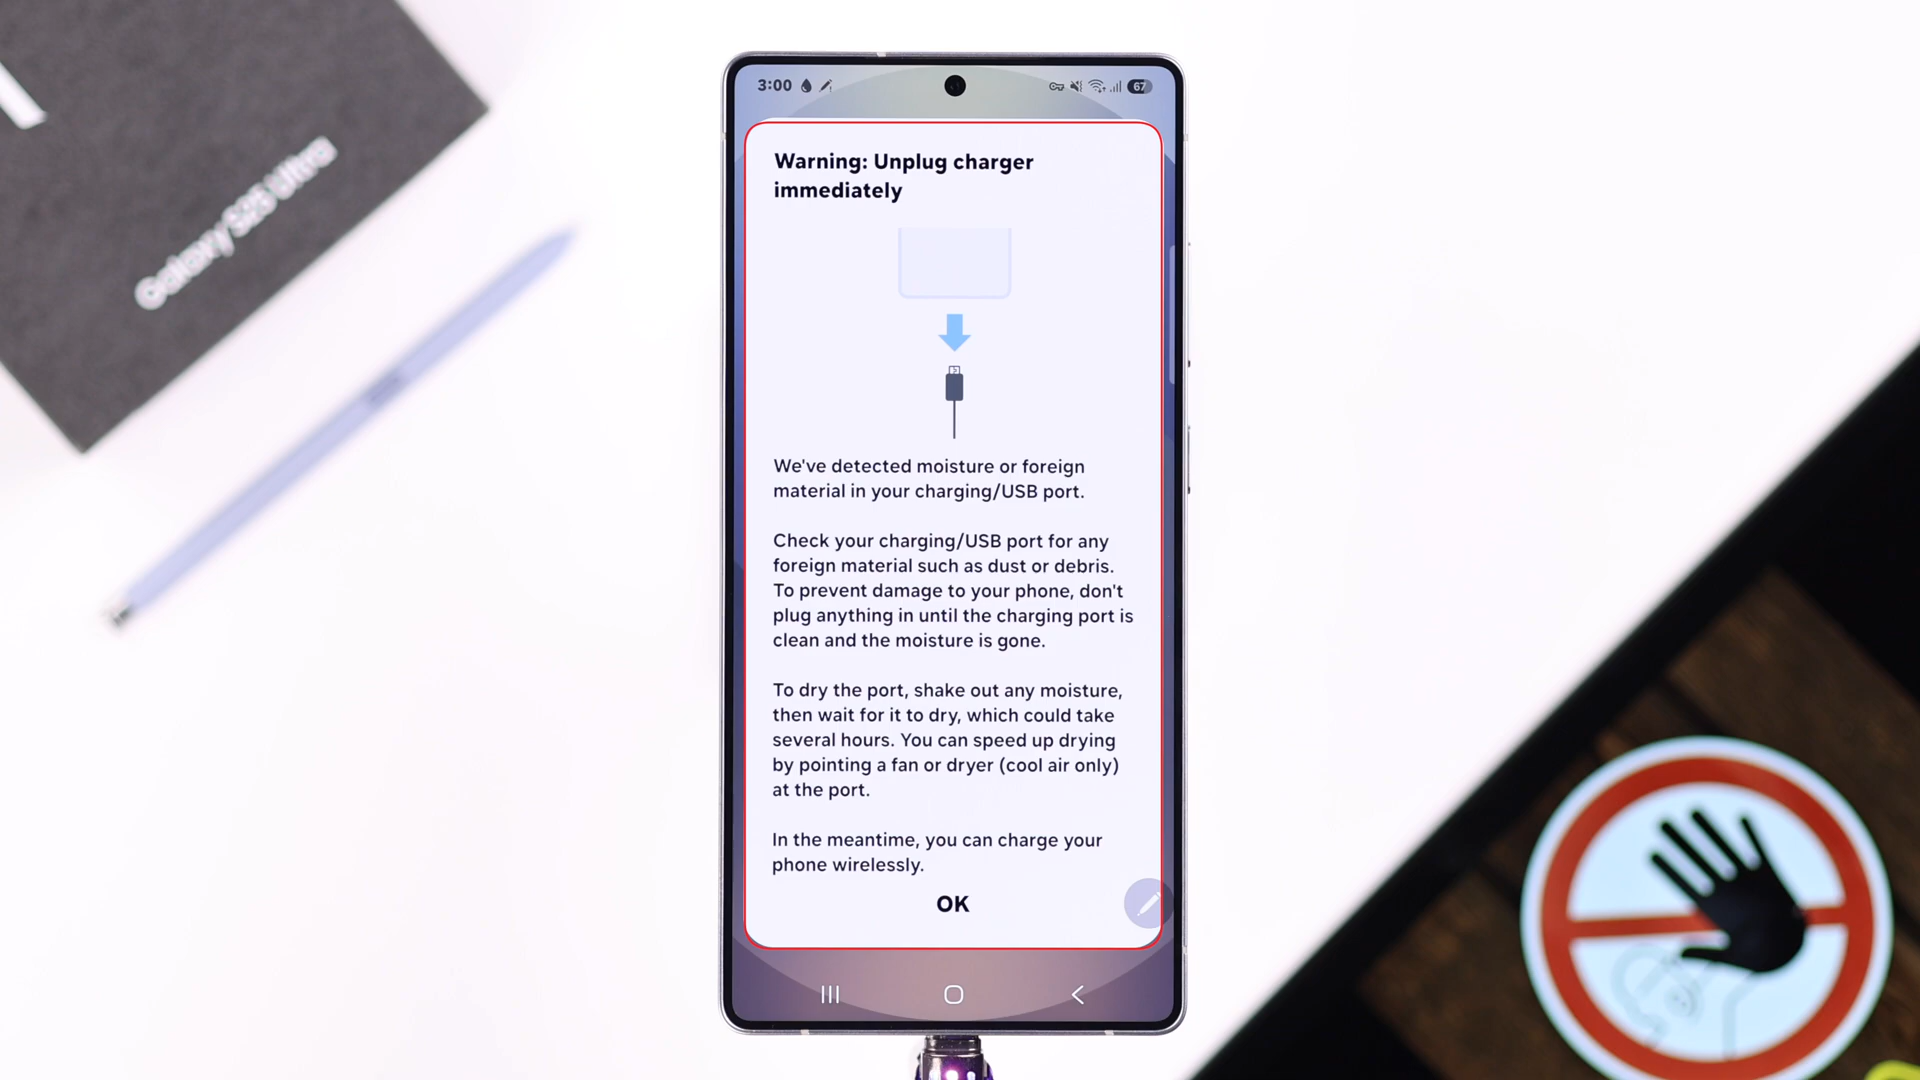 Galaxy S25 Ultra
3:00
67
Warning: Unplug charger
immediately
We've detected moisture or foreign
material in your charging/USB port.
Check your charging/USB port for any
foreign material such as dust or debris.
To prevent damage to your phone, don't
plug anything in until the charging port is
clean and the moisture is gone.
To dry the port, shake out any moisture,
then wait for it to dry, which could take
several hours. You can speed up drying
by pointing a fan or dryer (cool air only)
at the port.
In the meantime, you can charge your
phone wirelessly.
OK